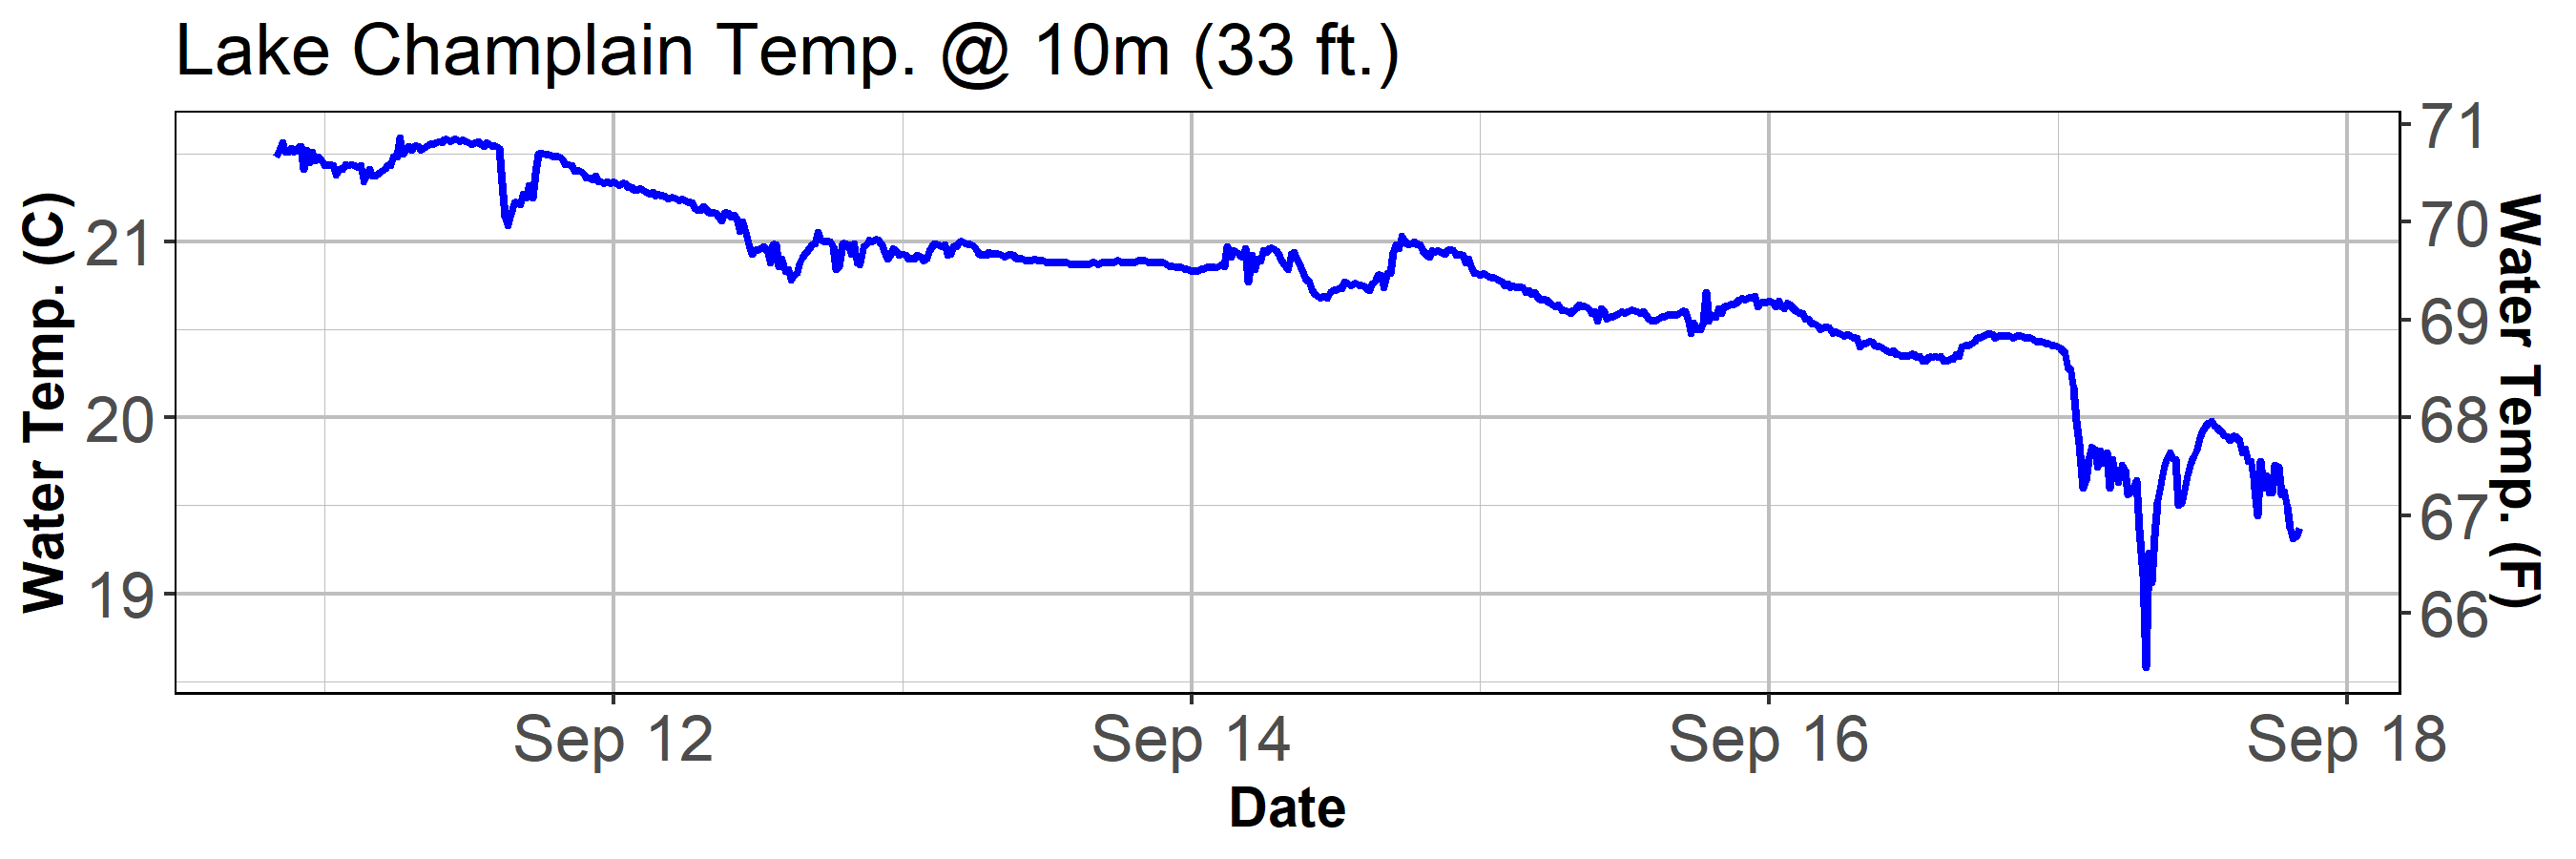 Lake Champlain Temp. @ 10m (33 ft.)
Water Temp. (C)
21
20
19
71
70
69
68
67
66
Water Temp. (F)
Sep 12
Sep 14
Sep 16
Sep 18
Date